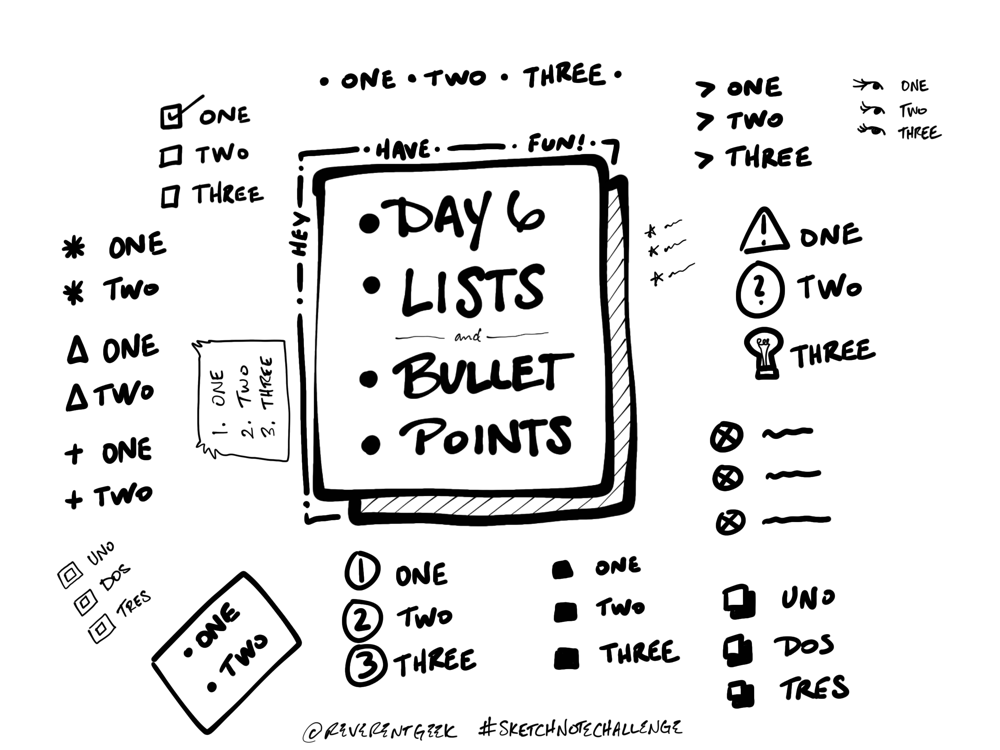 • ONE • TWO • THREE •
ONE
TWO
THREE
> ONE
> TWO
> THREE
ONE
TWO
THREE
HEY
• HAVE •
• FUN! •
• DAY 6
• LISTS
and
• BULLET
• POINTS
* ONE
* TWO
△ ONE
△ TWO
+ ONE
+ TWO
1. ONE
2. TWO
3. THREE
ONE
TWO
THREE
UNO
DOS
TRES
• ONE
• TWO
1 ONE
2 TWO
3 THREE
■ ONE
■ TWO
■ THREE
UNO
DOS
TRES
@REVERENTGEEK #SKETCHNOTECHALLENGE